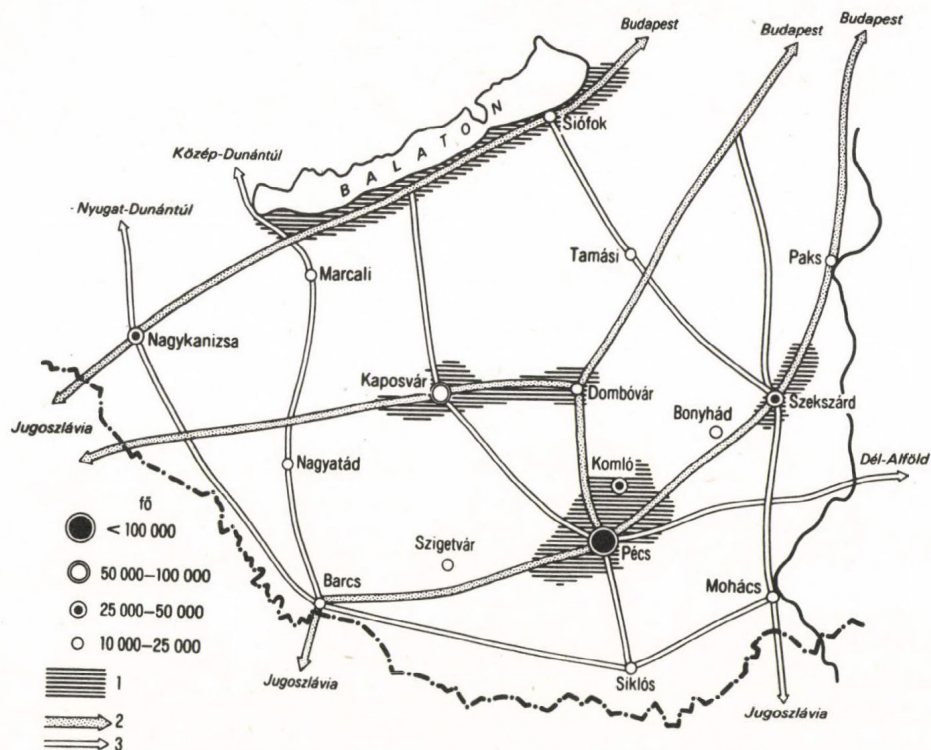 Budapest
Budapest
Budapest
BALATON
Siófok
Közép-Dunántúl
Nyugat-Dunántúl
Tamási
Paks
Marcali
Nagykanizsa
Kaposvár
Dombóvár
Szekszárd
Bonyhád
Jugoszlávia
Nagyatád
Komló
Dél-Alföld
fő
< 100 000
50 000–100 000
25 000–50 000
10 000–25 000
1
2
3
Szigetvár
Pécs
Barcs
Mohács
Siklós
Jugoszlávia
Jugoszlávia